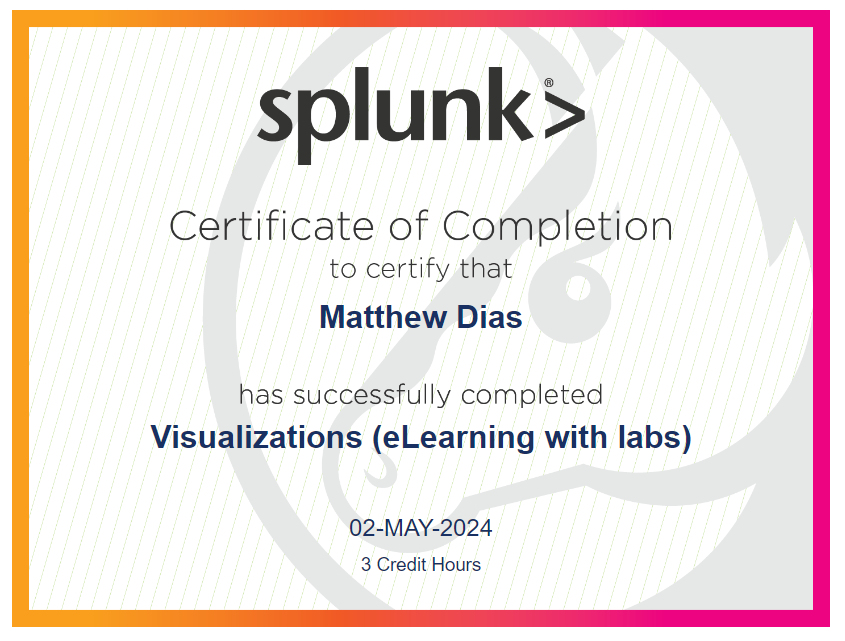 splunk>®
Certificate of Completion
to certify that
Matthew Dias
has successfully completed
Visualizations (eLearning with labs)
02-MAY-2024
3 Credit Hours